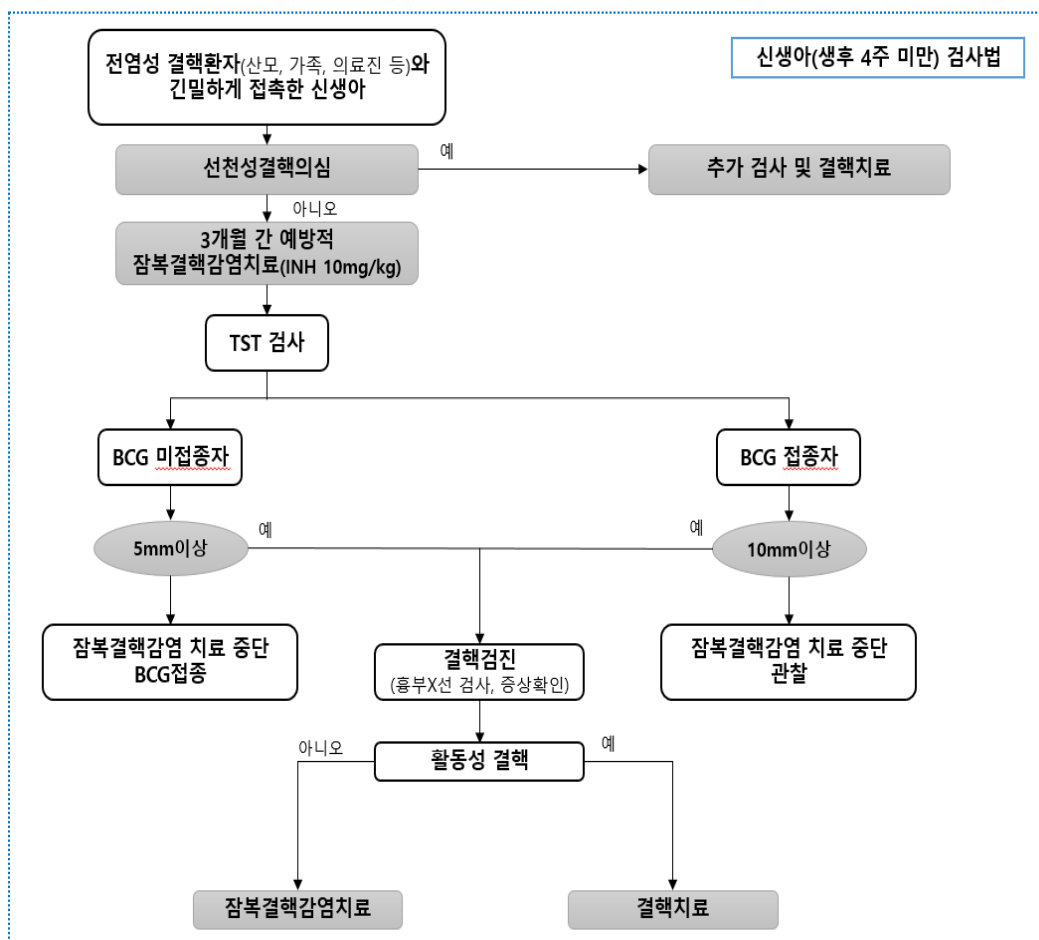 신생아(생후 4주 미만) 검사법
전염성 결핵환자(산모, 가족, 의료진 등)와
긴밀하게 접촉한 신생아
선천성결핵의심
예
추가 검사 및 결핵치료
아니오
3개월 간 예방적
잠복결핵감염치료(INH 10mg/kg)
TST 검사
BCG 미접종자
BCG 접종자
5mm이상
예
예
10mm이상
잠복결핵감염 치료 중단
BCG접종
결핵검진
(흉부X선 검사, 증상확인)
잠복결핵감염 치료 중단
관찰
아니오
활동성 결핵
예
잠복결핵감염치료
결핵치료